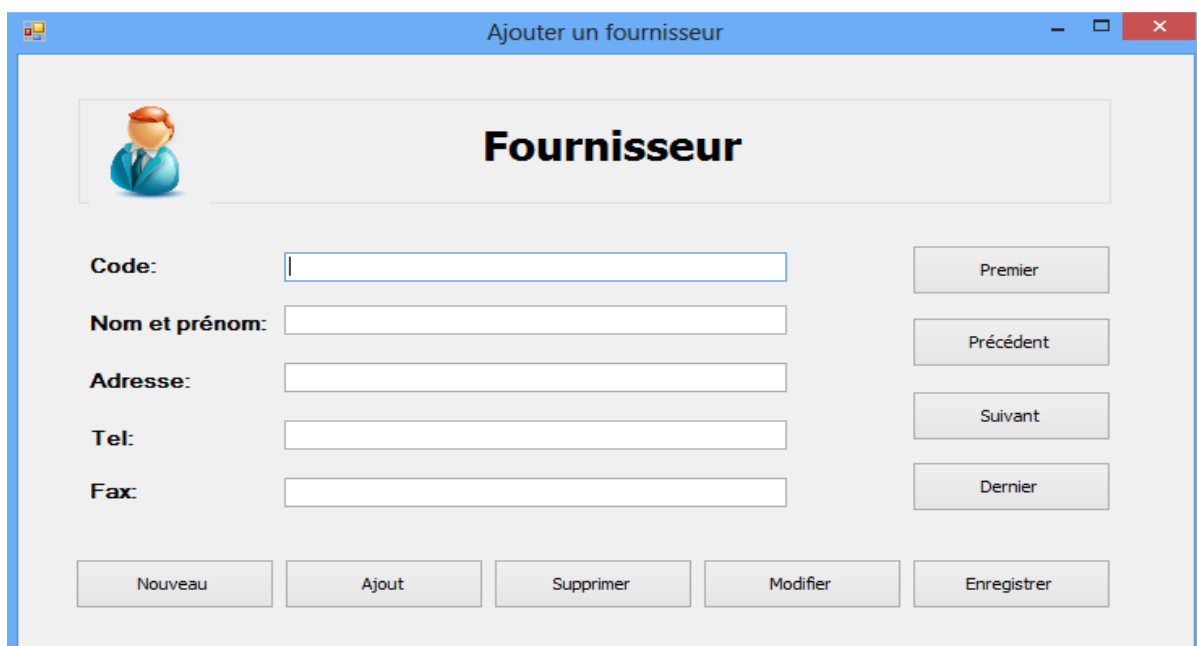 Ajouter un fournisseur
Fournisseur
Code:
Nom et prénom:
Adresse:
Tel:
Fax:
Premier
Précédent
Suivant
Dernier
Nouveau
Ajout
Supprimer
Modifier
Enregistrer